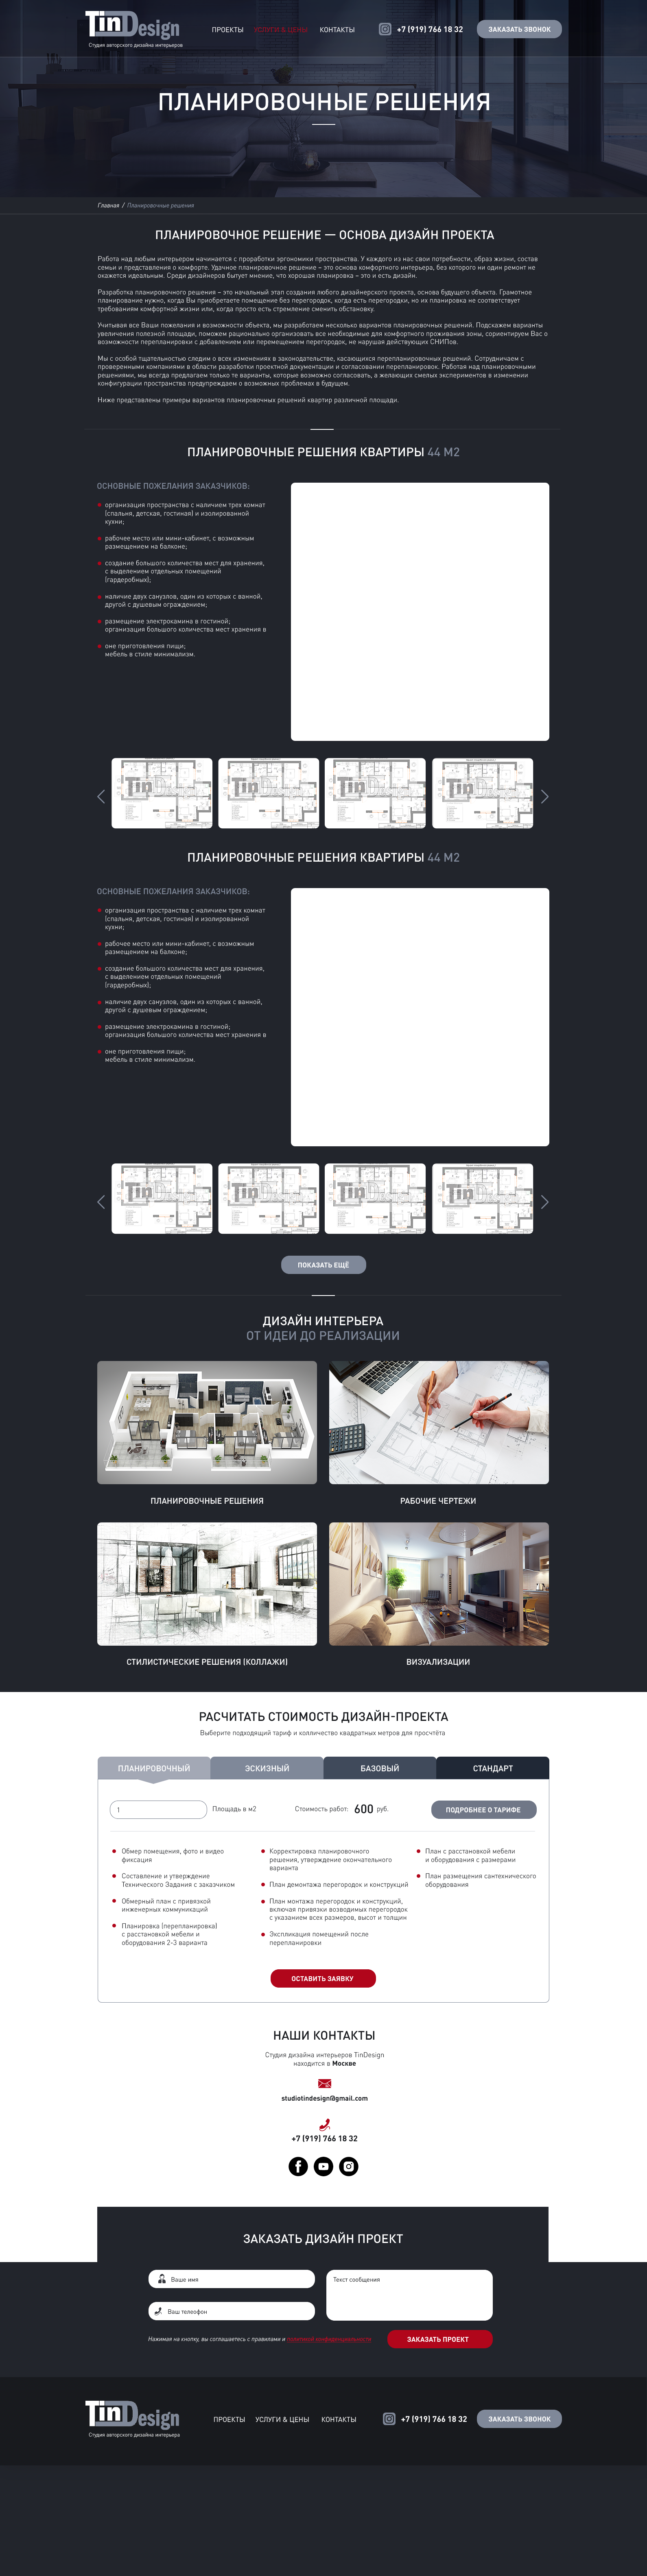 TinDesign
Студия авторского дизайна интерьеров
ПРОЕКТЫ
УСЛУГИ & ЦЕНЫ
КОНТАКТЫ
+7 (919) 766 18 32
ЗАКАЗАТЬ ЗВОНОК
ПЛАНИРОВОЧНЫЕ РЕШЕНИЯ
Главная / Планировочные решения
ПЛАНИРОВОЧНОЕ РЕШЕНИЕ — ОСНОВА ДИЗАЙН ПРОЕКТА
Работа над любым интерьером начинается с проработки эргономики пространства. У каждого из нас свои потребности, образ жизни, состав
семьи и представления о комфорте. Удачное планировочное решение – это основа комфортного интерьера, без которого ни один ремонт не
окажется идеальным. Среди дизайнеров бытует мнение, что хорошая планировка – это и есть дизайн.
Разработка планировочного решения – это начальный этап создания любого дизайнерского проекта, основа будущего объекта. Грамотное
планирование нужно, когда Вы приобретаете помещение без перегородок, когда есть перегородки, но их планировка не соответствует
требованиям комфортной жизни или, когда просто есть стремление сменить обстановку.
Учитывая все Ваши пожелания и возможности объекта, мы разработаем несколько вариантов планировочных решений. Подскажем варианты
увеличения полезной площади, поможем рационально организовать все необходимые для комфортного проживания зоны, сориентируем Вас о
возможности перепланировки с добавлением или перемещением перегородок, не нарушая действующих СНИПов.
Мы с особой тщательностью следим о всех изменениях в законодательстве, касающихся перепланировочных решений. Сотрудничаем с
проверенными компаниями в области разработки проектной документации и согласовании перепланировок. Работая над планировочными
решениями, мы всегда предлагаем только те варианты, которые возможно согласовать, а желающих смелых экспериментов в изменении
конфигурации пространства предупреждаем о возможных проблемах в будущем.
Ниже представлены примеры вариантов планировочных решений квартир различной площади.
ПЛАНИРОВОЧНЫЕ РЕШЕНИЯ КВАРТИРЫ 44 М2
ОСНОВНЫЕ ПОЖЕЛАНИЯ ЗАКАЗЧИКОВ:
организация пространства с наличием трех комнат
(спальня, детская, гостиная) и изолированной
кухни;
рабочее место или мини-кабинет, с возможным
размещением на балконе;
создание большого количества мест для хранения,
с выделением отдельных помещений
(гардеробных);
наличие двух санузлов, один из которых с ванной,
другой с душевым ограждением;
размещение электрокамина в гостиной;
организация большого количества мест хранения в
оне приготовления пищи;
мебель в стиле минимализм.
ПЛАНИРОВОЧНЫЕ РЕШЕНИЯ КВАРТИРЫ 44 М2
ОСНОВНЫЕ ПОЖЕЛАНИЯ ЗАКАЗЧИКОВ:
организация пространства с наличием трех комнат
(спальня, детская, гостиная) и изолированной
кухни;
рабочее место или мини-кабинет, с возможным
размещением на балконе;
создание большого количества мест для хранения,
с выделением отдельных помещений
(гардеробных);
наличие двух санузлов, один из которых с ванной,
другой с душевым ограждением;
размещение электрокамина в гостиной;
организация большого количества мест хранения в
оне приготовления пищи;
мебель в стиле минимализм.
ПОКАЗАТЬ ЕЩЁ
ДИЗАЙН ИНТЕРЬЕРА
ОТ ИДЕИ ДО РЕАЛИЗАЦИИ
ПЛАНИРОВОЧНЫЕ РЕШЕНИЯ
РАБОЧИЕ ЧЕРТЕЖИ
СТИЛИСТИЧЕСКИЕ РЕШЕНИЯ (КОЛЛАЖИ)
ВИЗУАЛИЗАЦИИ
РАСЧИТАТЬ СТОИМОСТЬ ДИЗАЙН-ПРОЕКТА
Выберите подходящий тариф и колличество квадратных метров для просчтёта
ПЛАНИРОВОЧНЫЙ
ЭСКИЗНЫЙ
БАЗОВЫЙ
СТАНДАРТ
1
Площадь в м2
Стоимость работ: 600 руб.
ПОДРОБНЕЕ О ТАРИФЕ
Обмер помещения, фото и видео
фиксация
Составление и утверждение
Технического Задания с заказчиком
Обмерный план с привязкой
инженерных коммуникаций
Планировка (перепланировка)
с расстановкой мебели и
оборудования 2-3 варианта
Корректировка планировочного
решения, утверждение окончательного
варианта
План демонтажа перегородок и конструкций
План монтажа перегородок и конструкций,
включая привязки возводимых перегородок
с указанием всех размеров, высот и толщин
Экспликация помещений после
перепланировки
План с расстановкой мебели
и оборудования с размерами
План размещения сантехнического
оборудования
ОСТАВИТЬ ЗАЯВКУ
НАШИ КОНТАКТЫ
Студия дизайна интерьеров TinDesign
находится в Москве
studiotindesign@gmail.com
+7 (919) 766 18 32
ЗАКАЗАТЬ ДИЗАЙН ПРОЕКТ
Ваше имя
Текст сообщения
Ваш телеофон
Нажимая на кнопку, вы соглашаетесь с правилами и политикой конфиденциальности
ЗАКАЗАТЬ ПРОЕКТ
TinDesign
Студия авторского дизайна интерьера
ПРОЕКТЫ
УСЛУГИ & ЦЕНЫ
КОНТАКТЫ
+7 (919) 766 18 32
ЗАКАЗАТЬ ЗВОНОК